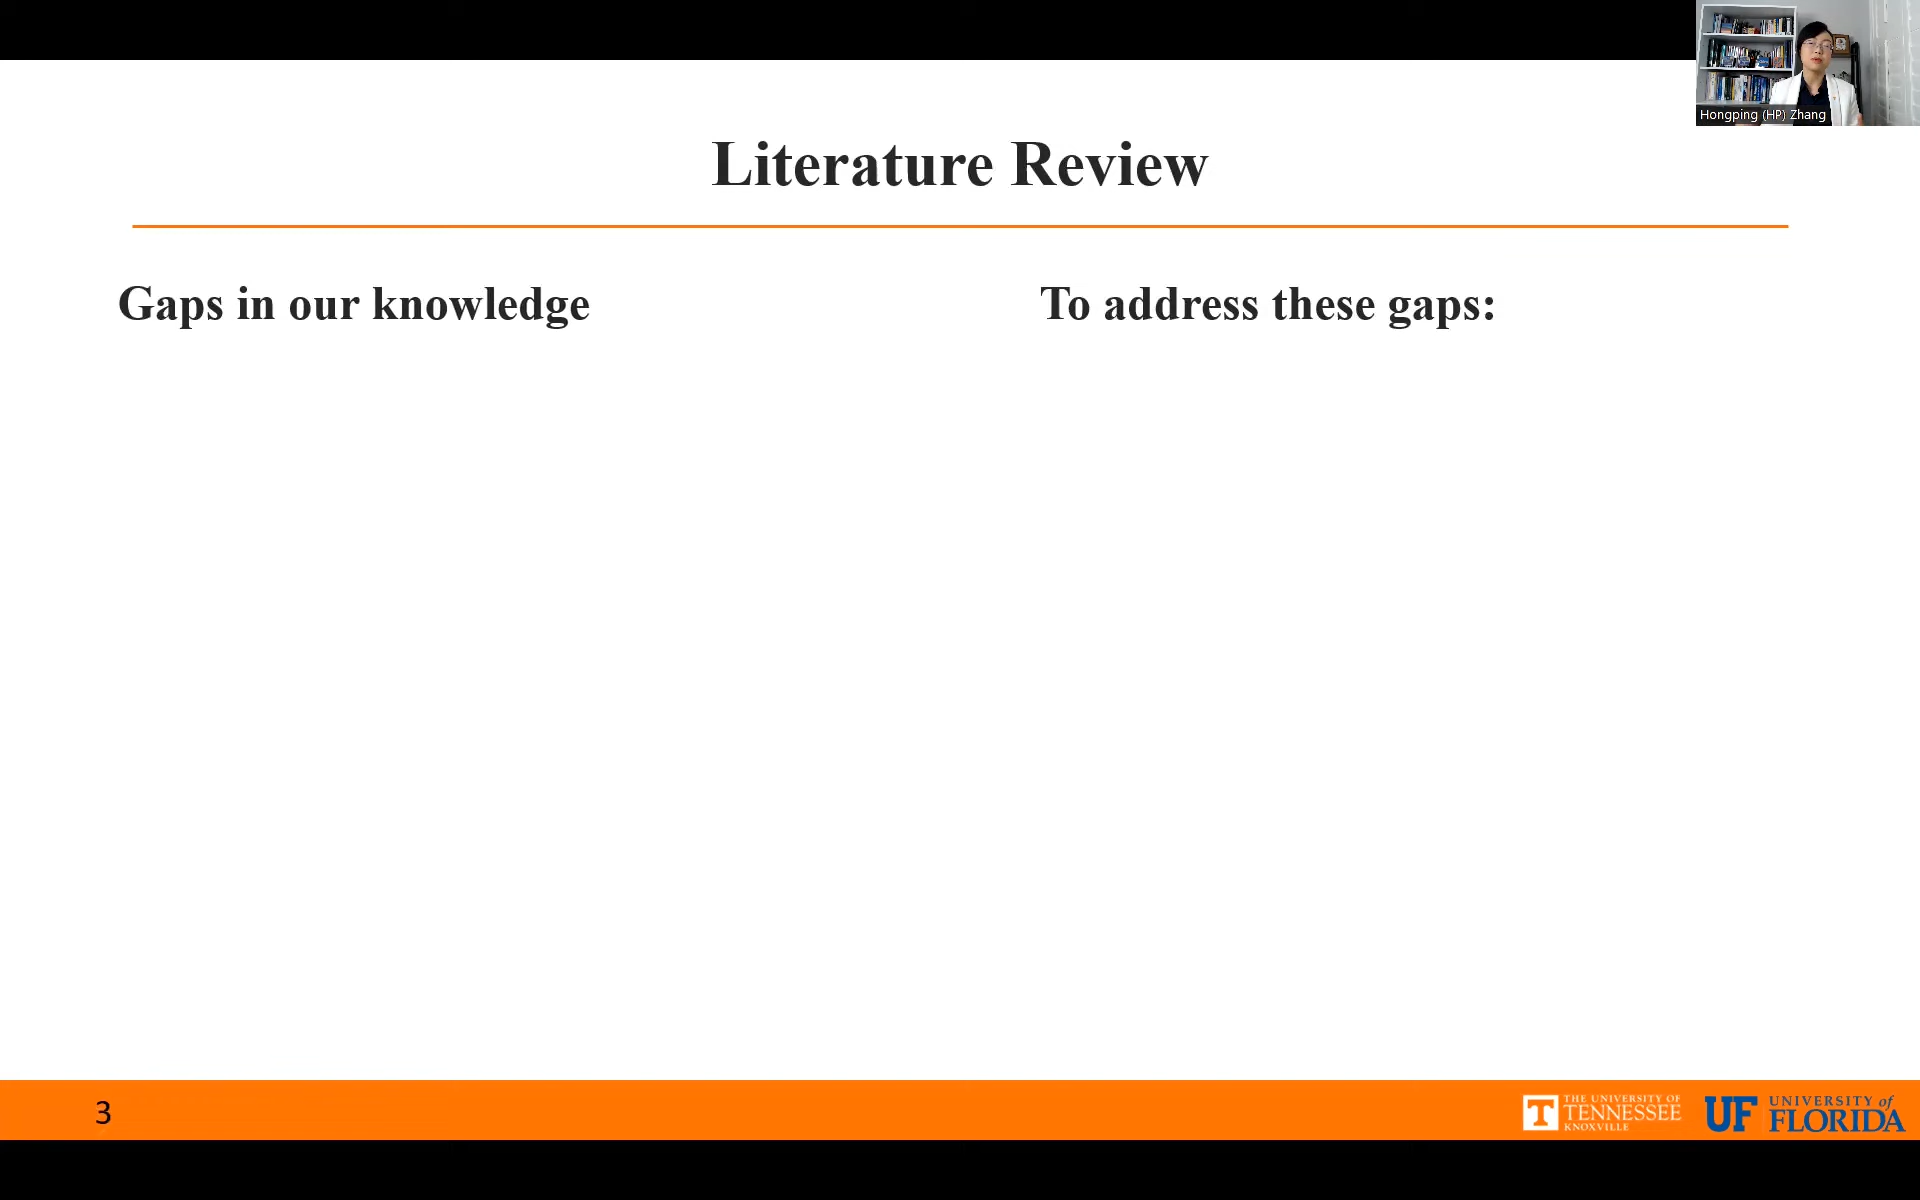 Hongping (HP) Zhang
Literature Review
Gaps in our knowledge
To address these gaps:
3
THE UNIVERSITY OF
TENNESSEE
KNOXVILLE
UF
UNIVERSITY of
FLORIDA